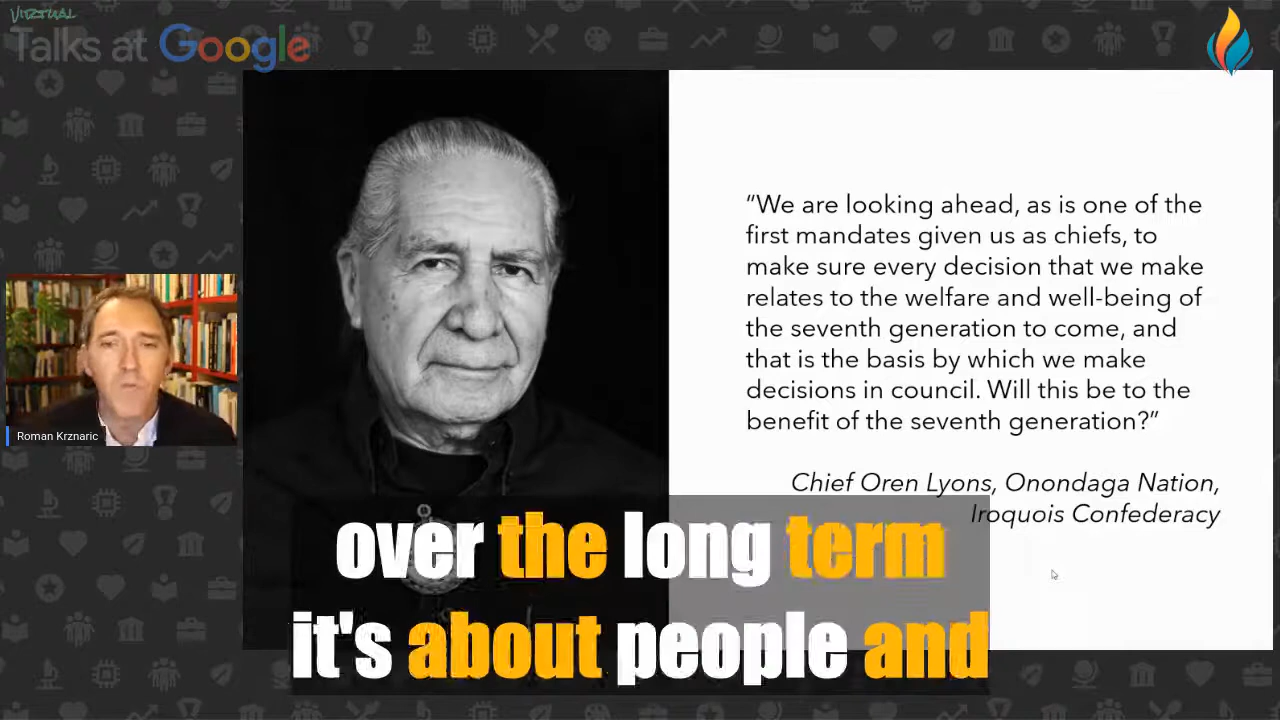 VIRTUAL
Talks at Google
“We are looking ahead, as is one of the
first mandates given us as chiefs, to
make sure every decision that we make
relates to the welfare and well-being of
the seventh generation to come, and
that is the basis by which we make
decisions in council. Will this be to the
benefit of the seventh generation?”
Chief Oren Lyons, Onondaga Nation,
Iroquois Confederacy
Roman Krznaric
over the long term
it's about people and